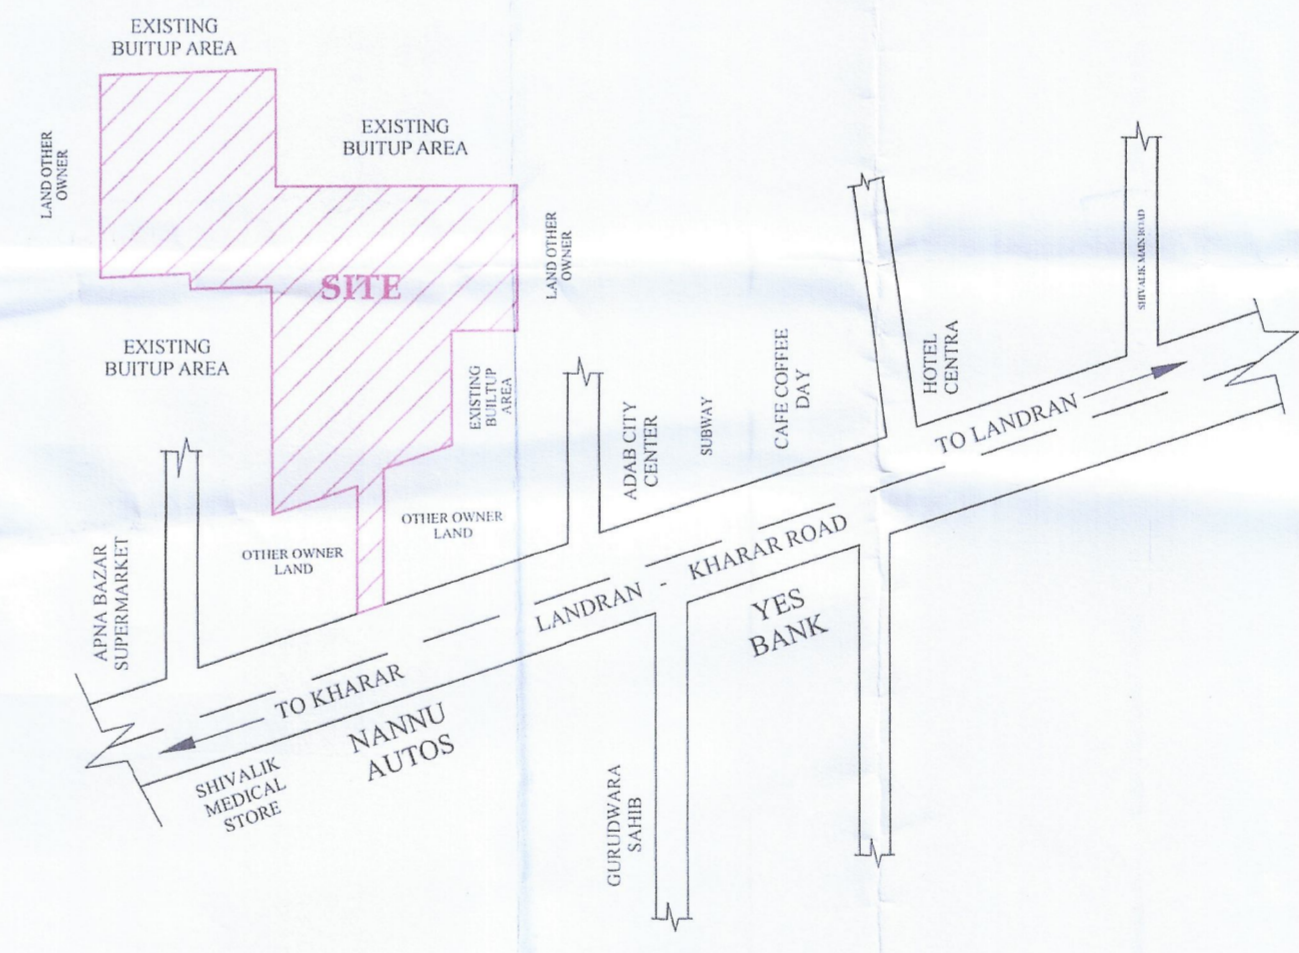 EXISTING
BUITUP AREA
EXISTING
BUITUP AREA
LAND OTHER
OWNER
LAND OTHER
OWNER
SITE
SHIVALIK MAIN ROAD
EXISTING
BUITUP AREA
EXISTING
BUILTUP
AREA
ADAB CITY
CENTER
SUBWAY
CAFE COFFEE
DAY
HOTEL
CENTRA
TO LANDRAN
OTHER OWNER
LAND
OTHER OWNER
LAND
APNA BAZAR
SUPERMARKET
LANDRAN - KHARAR ROAD
YES
BANK
TO KHARAR
NANNU
AUTOS
SHIVALIK
MEDICAL
STORE
GURUDWARA
SAHIB